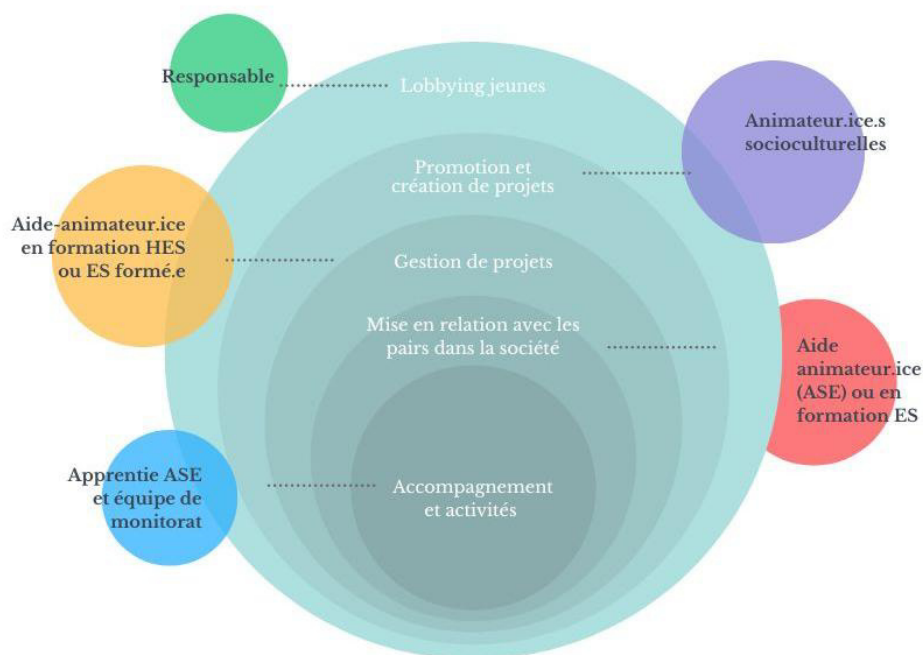 Responsable
Lobbying jeunes
Animateur.ice.s
socioculturelles
Promotion et
création de projets
Aide-animateur.ice
en formation HES
ou ES formé.e
Gestion de projets
Mise en relation avec les
pairs dans la société
Aide
animateur.ice
(ASE) ou en
formation ES
Apprentie ASE
et équipe de
monitorat
Accompagnement
et activités